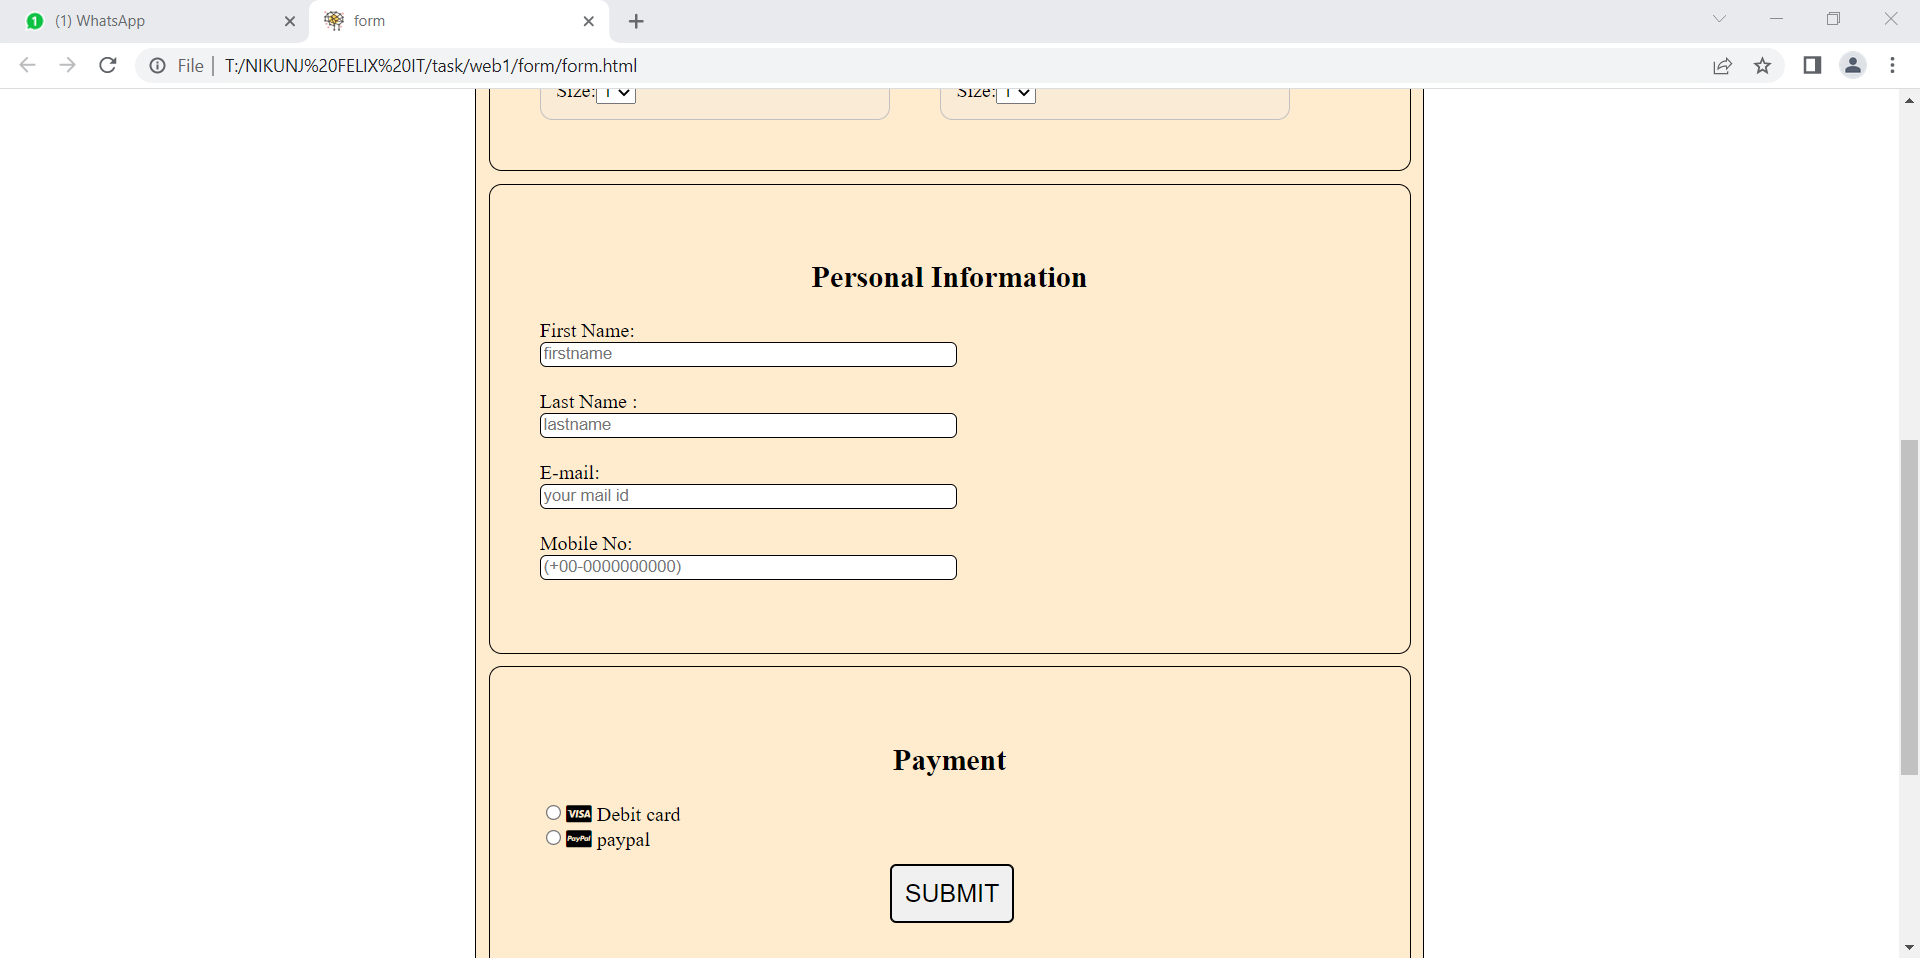 (1) WhatsApp
form
File
T:/NIKUNJ%20FELIX%20IT/task/web1/form/form.html
Size: 1
Size: 1
Personal Information
First Name:
firstname
Last Name :
lastname
E-mail:
your mail id
Mobile No:
(+00-0000000000)
Payment
VISA Debit card
PayPal paypal
SUBMIT